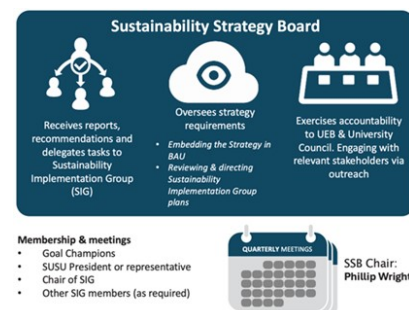 Sustainability Strategy Board
Receives reports,
recommendations and
delegates tasks to
Sustainability
Implementation Group
(SIG)
Oversees strategy
requirements
• Embedding the Strategy in
BAU
• Reviewing & directing
Sustainability
Implementation Group
plans
Exercises accountability
to UEB & University
Council. Engaging with
relevant stakeholders via
outreach
Membership & meetings
• Goal Champions
• SUSU President or representative
• Chair of SIG
• Other SIG members (as required)
QUARTERLY MEETINGS
SSB Chair:
Phillip Wright